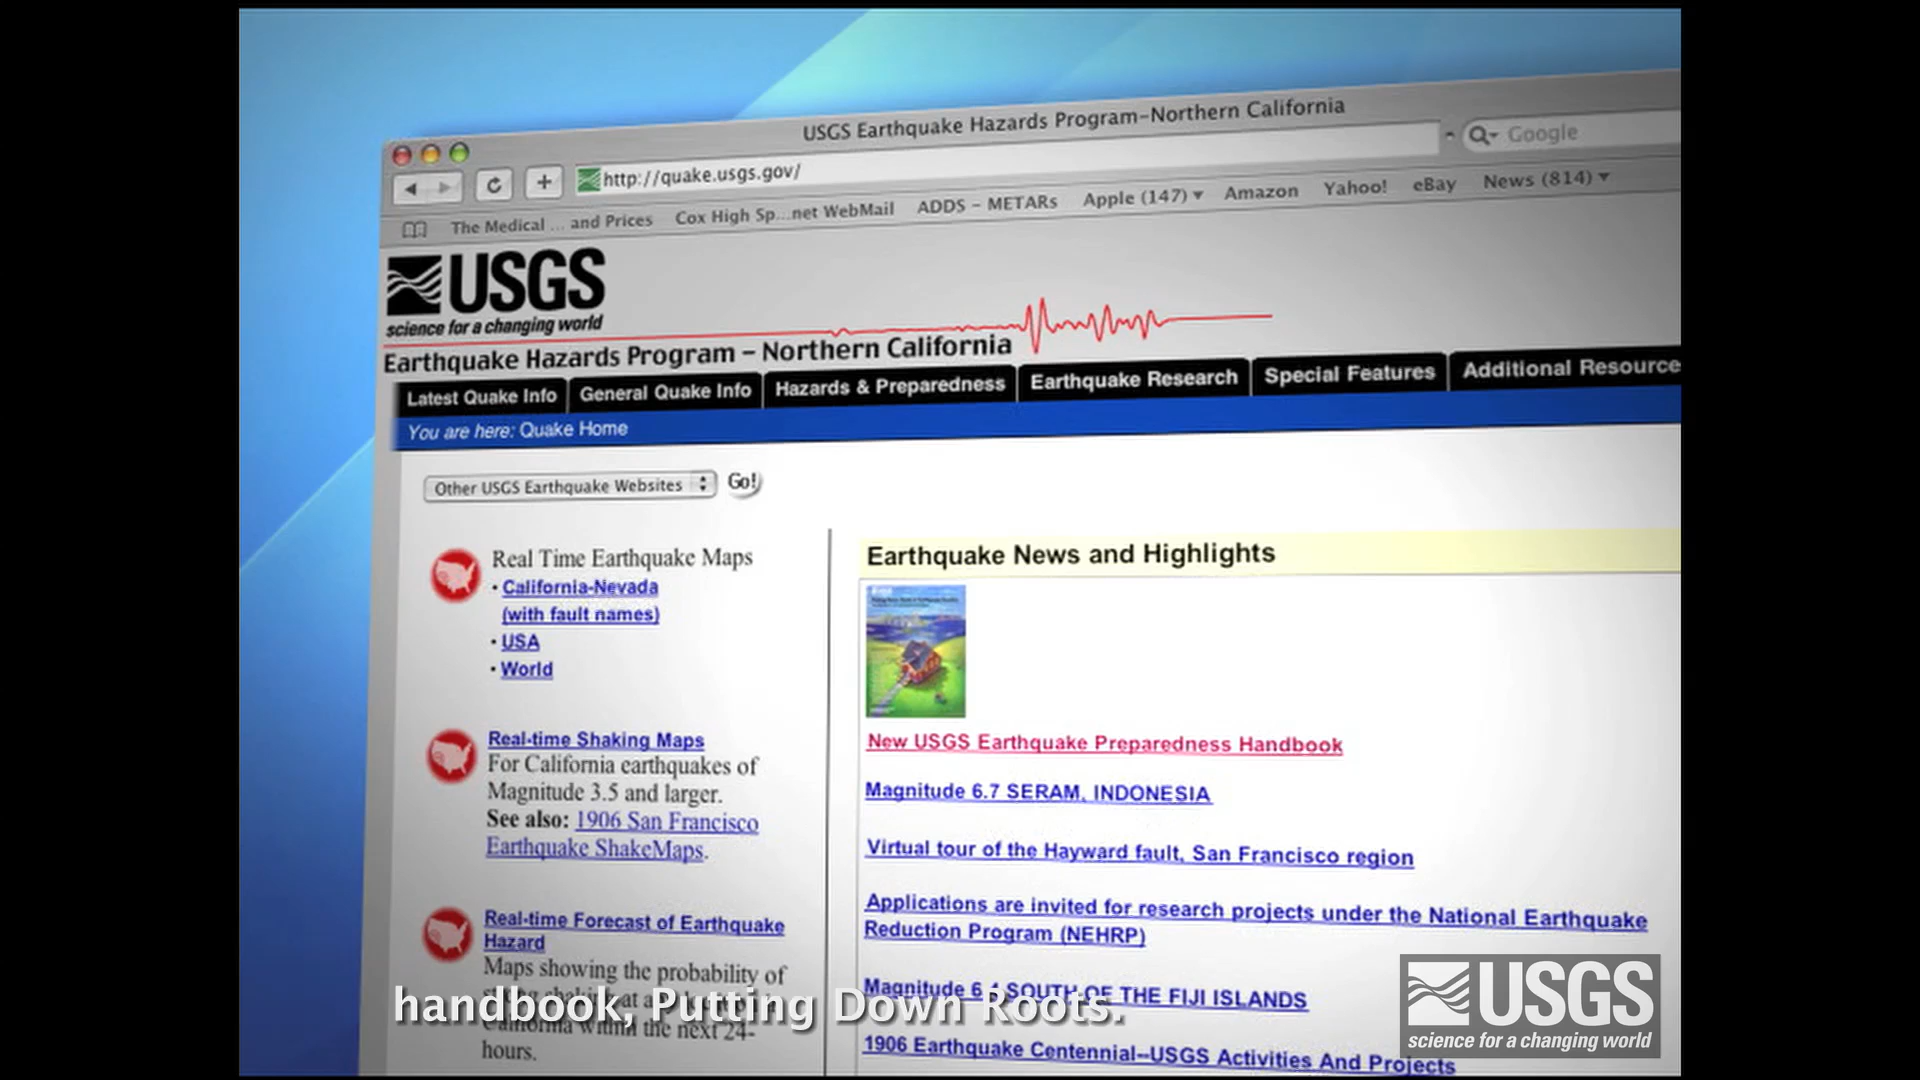 USGS Earthquake Hazards Program-Northern California
http://quake.usgs.gov/
Google
The Medical ... and Prices
Cox High Sp...net WebMail
ADDS - METARs
Apple (147)
Amazon
Yahoo!
eBay
News (814)
USGS
science for a changing world
Earthquake Hazards Program – Northern California
Latest Quake Info
General Quake Info
Hazards & Preparedness
Earthquake Research
Special Features
Additional Resource
You are here: Quake Home
Other USGS Earthquake Websites
Go!
Real Time Earthquake Maps
· California-Nevada
(with fault names)
· USA
· World
Real-time Shaking Maps
For California earthquakes of
Magnitude 3.5 and larger.
See also: 1906 San Francisco
Earthquake ShakeMaps.
Real-time Forecast of Earthquake
Hazard
Maps showing the probability of
within the next 24-
hours.
Earthquake News and Highlights
New USGS Earthquake Preparedness Handbook
Magnitude 6.7 SERAM, INDONESIA
Virtual tour of the Hayward fault, San Francisco region
Applications are invited for research projects under the National Earthquake
Reduction Program (NEHRP)
Magnitude 6.4 SOUTH OF THE FIJI ISLANDS
1906 Earthquake Centennial--USGS Activities And Projects
handbook, Putting Down Roots.
USGS
science for a changing world